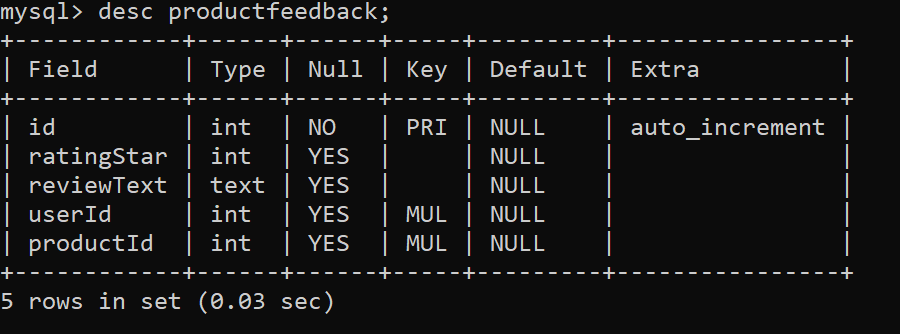 mysql> desc productfeedback;
+------------+------+------+-----+---------+----------------+
| Field      | Type | Null | Key | Default | Extra          |
+------------+------+------+-----+---------+----------------+
| id         | int  | NO   | PRI | NULL    | auto_increment |
| ratingStar | int  | YES  |     | NULL    |                |
| reviewText | text | YES  |     | NULL    |                |
| userId     | int  | YES  | MUL | NULL    |                |
| productId  | int  | YES  | MUL | NULL    |                |
+------------+------+------+-----+---------+----------------+
5 rows in set (0.03 sec)